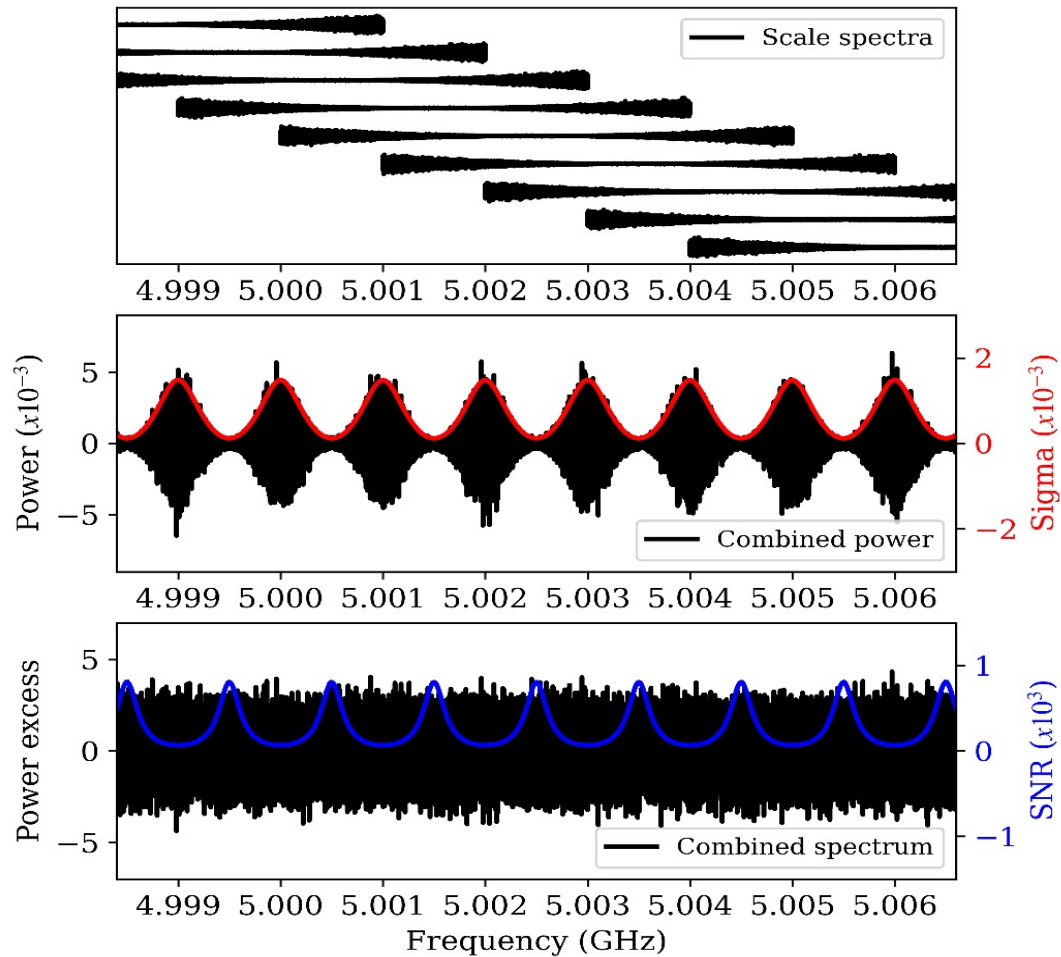 Scale spectra
4.999 5.000 5.001 5.002 5.003 5.004 5.005 5.006
Power (x10⁻³)
5
0
−5
2
0
−2
Sigma (x10⁻³)
Combined power
4.999 5.000 5.001 5.002 5.003 5.004 5.005 5.006
Power excess
5
0
−5
1
0
−1
SNR (x10³)
Combined spectrum
4.999 5.000 5.001 5.002 5.003 5.004 5.005 5.006
Frequency (GHz)